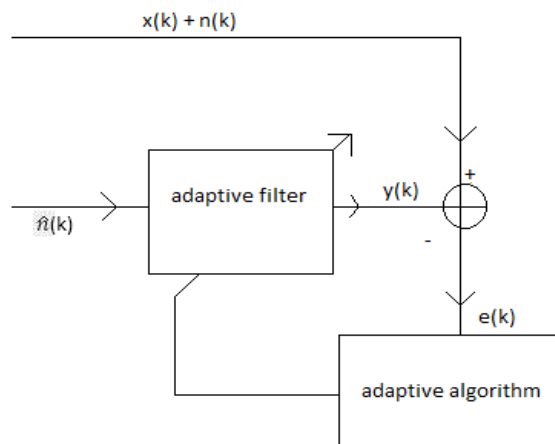 x(k) + n(k)
adaptive filter
y(k)
+
n̂(k)
-
e(k)
adaptive algorithm